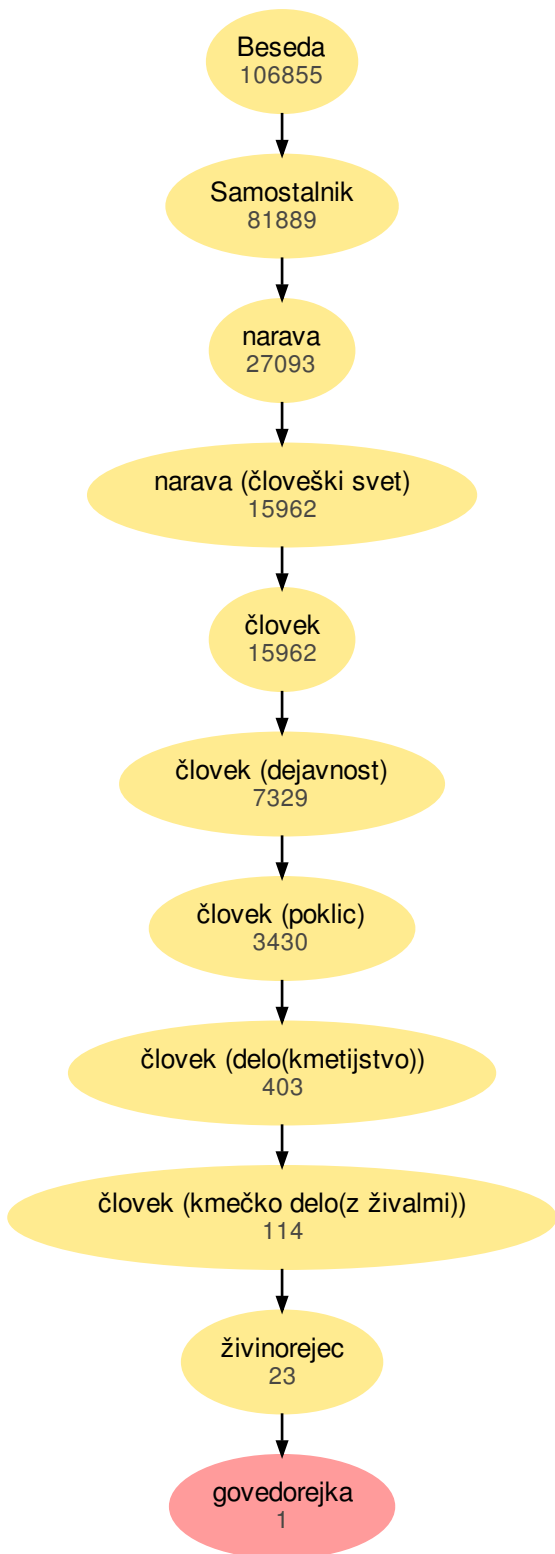 Beseda
106855
Samostalnik
81889
narava
27093
narava (človeški svet)
15962
človek
15962
človek (dejavnost)
7329
človek (poklic)
3430
človek (delo(kmetijstvo))
403
človek (kmečko delo(z živalmi))
114
živinorejec
23
govedorejka
1